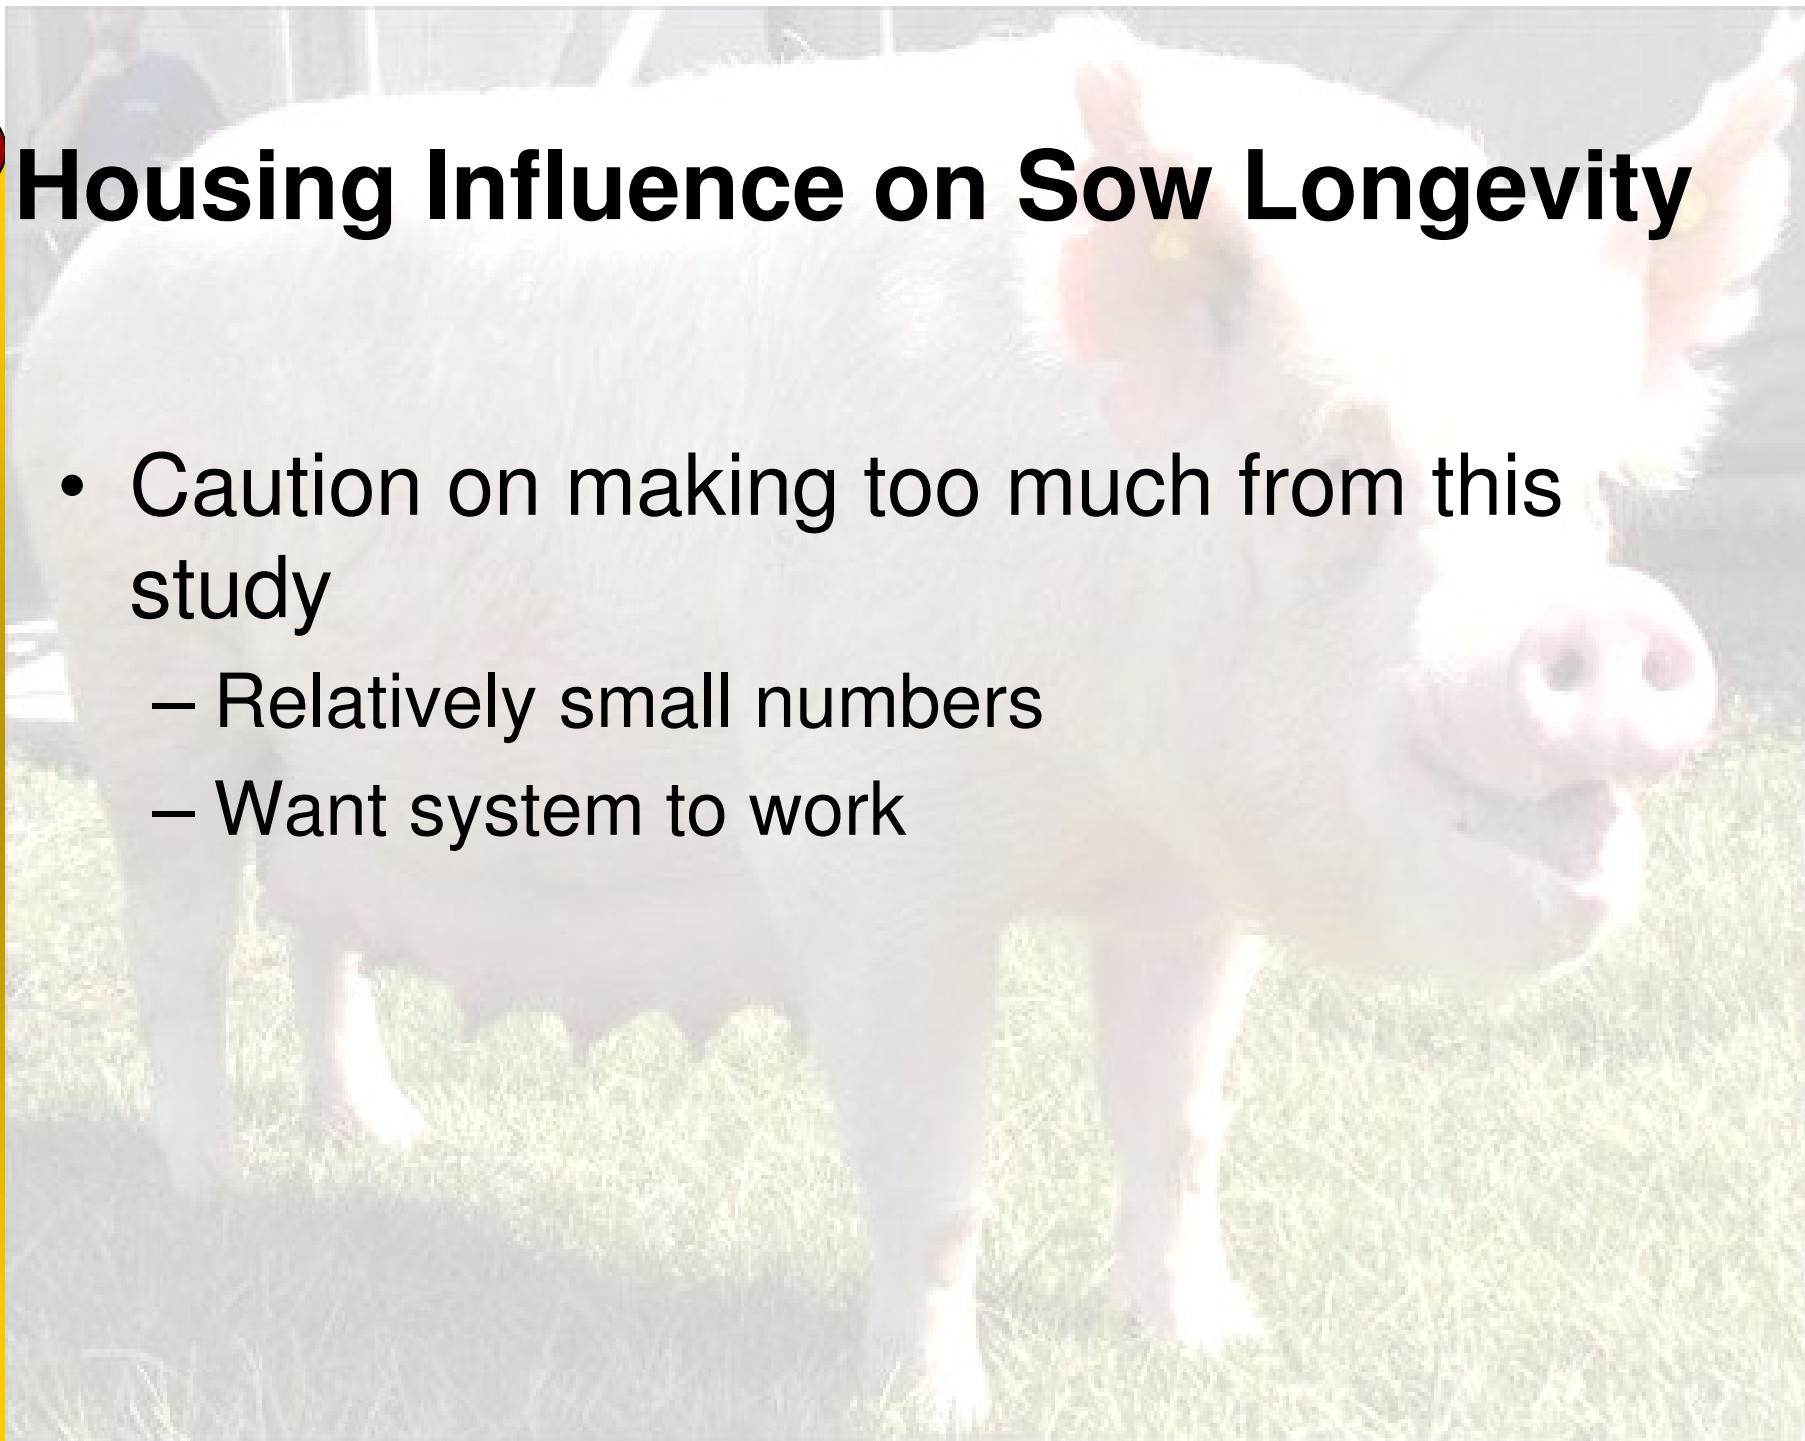 Housing Influence on Sow Longevity
• Caution on making too much from this
study
– Relatively small numbers
– Want system to work